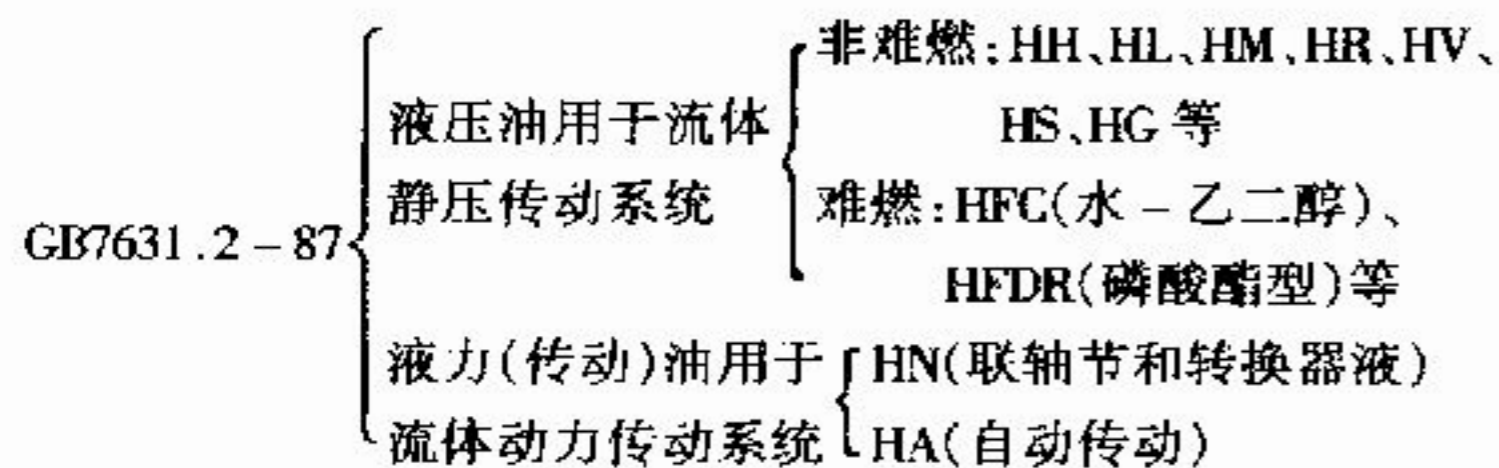 GB7631.2-87
液压油用于流体
静压传动系统
非难燃:HH、HL、HM、HR、HV、
HS、HG 等
难燃:HFC(水-乙二醇)、
HFDR(磷酸酯型)等
液力(传动)油用于
流体动力传动系统
HN(联轴节和转换器液)
HA(自动传动)